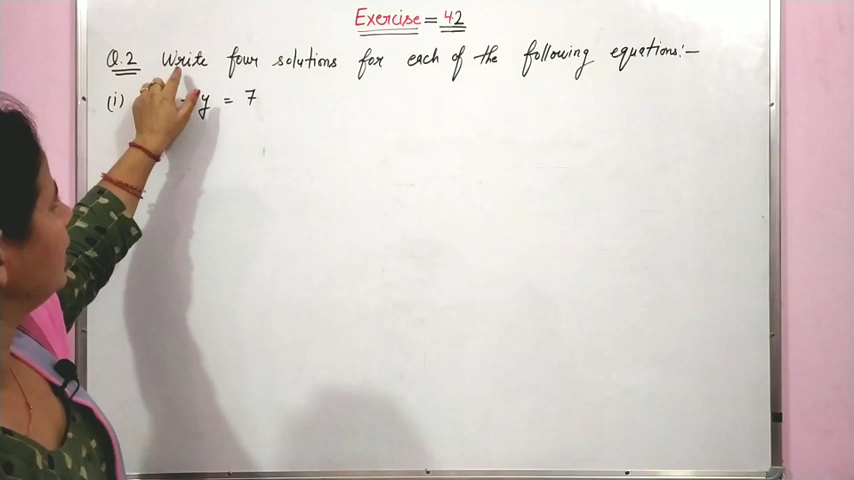 Exercise = 42
Q.2 Write four solutions for each of the following equations:-
(i) y = 7